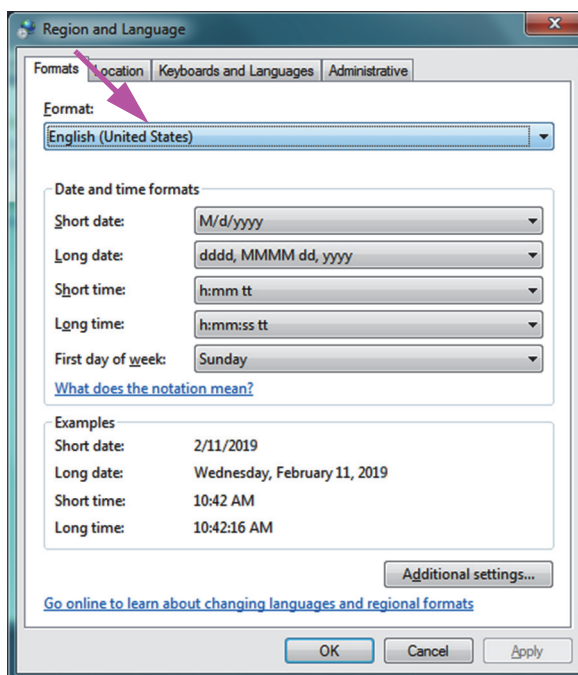 Region and Language
Formats Location Keyboards and Languages Administrative
Format:
English (United States)
Date and time formats
Short date: M/d/yyyy
Long date: dddd, MMMM dd, yyyy
Short time: h:mm tt
Long time: h:mm:ss tt
First day of week: Sunday
What does the notation mean?
Examples
Short date: 2/11/2019
Long date: Wednesday, February 11, 2019
Short time: 10:42 AM
Long time: 10:42:16 AM
Additional settings...
Go online to learn about changing languages and regional formats
OK Cancel Apply